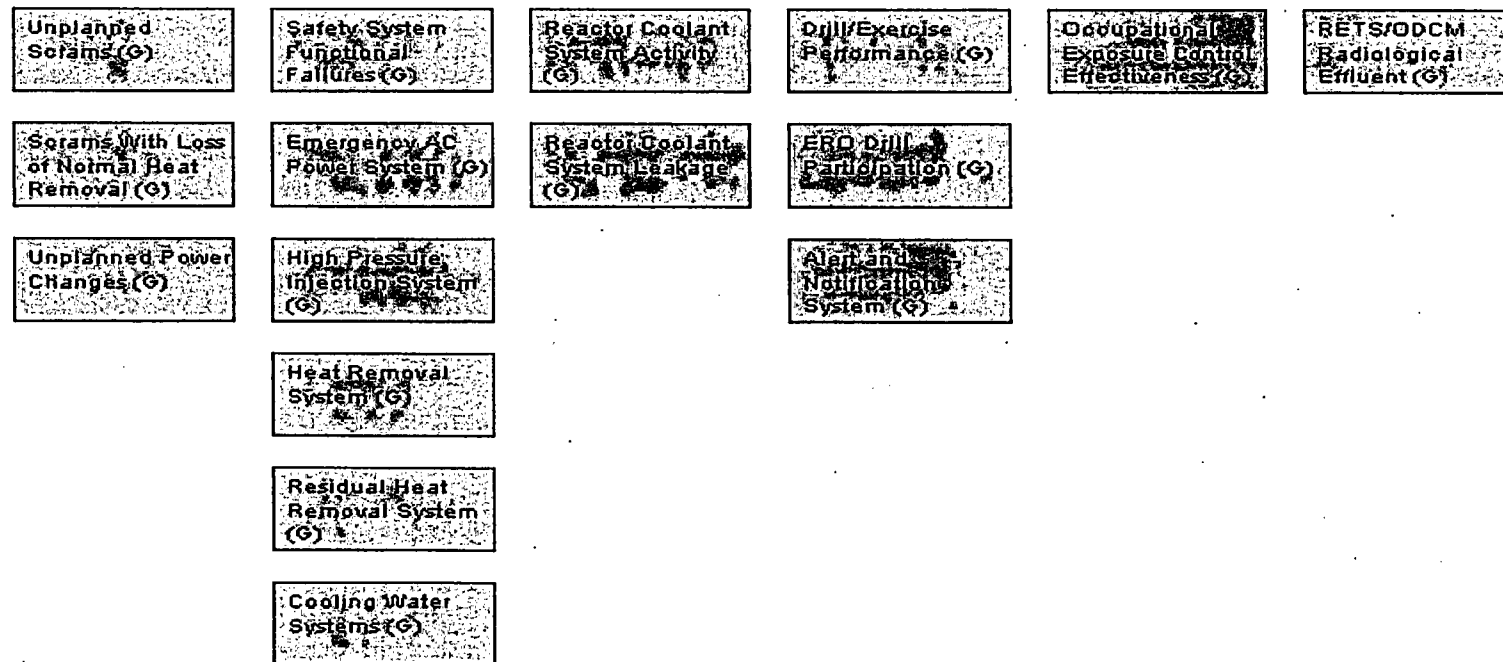 Unplanned
Scrams (G)
Safety System
Functional
Failures (G)
Reactor Coolant
System Activity
(G)
Drill/Exercise
Performance (G)
Occupational
Exposure Control
Effectiveness (G)
RETS/ODCM
Radiological
Effluent (G)
Scrams With Loss
of Normal Heat
Removal (G)
Emergency AC
Power System (G)
Reactor Coolant
System Leakage
(G)
ERO Drill
Participation (G)
Unplanned Power
Changes (G)
High Pressure
Injection System
(G)
Alert and
Notification
System (G)
Heat Removal
System (G)
Residual Heat
Removal System
(G)
Cooling Water
Systems (G)